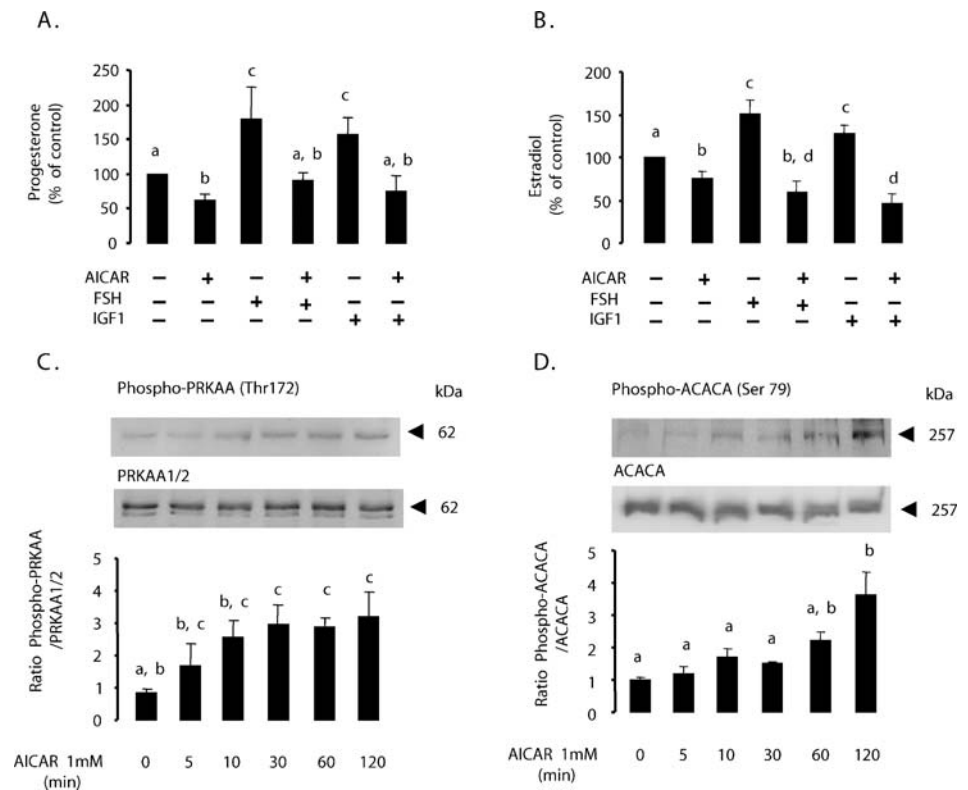 A.
Progesterone
(% of control)
250
200
150
100
50
0
a
b
c
a, b
c
a, b
AICAR − + − + − +
FSH − − + + − −
IGF1 − − − − + +
B.
Estradiol
(% of control)
200
150
100
50
0
a
b
c
b, d
c
d
AICAR − + − + − +
FSH − − + + − −
IGF1 − − − − + +
C.
Phospho-PRKAA (Thr172) kDa
62
PRKAA1/2
62
Ratio Phospho-PRKAA
/PRKAA1/2
5
4
3
2
1
0
a, b
b, c
b, c
c
c
c
AICAR 1mM 0 5 10 30 60 120
(min)
D.
Phospho-ACACA (Ser 79) kDa
257
ACACA
257
Ratio Phospho-ACACA
/ACACA
5
4
3
2
1
0
a
a
a
a
a, b
b
AICAR 1mM 0 5 10 30 60 120
(min)